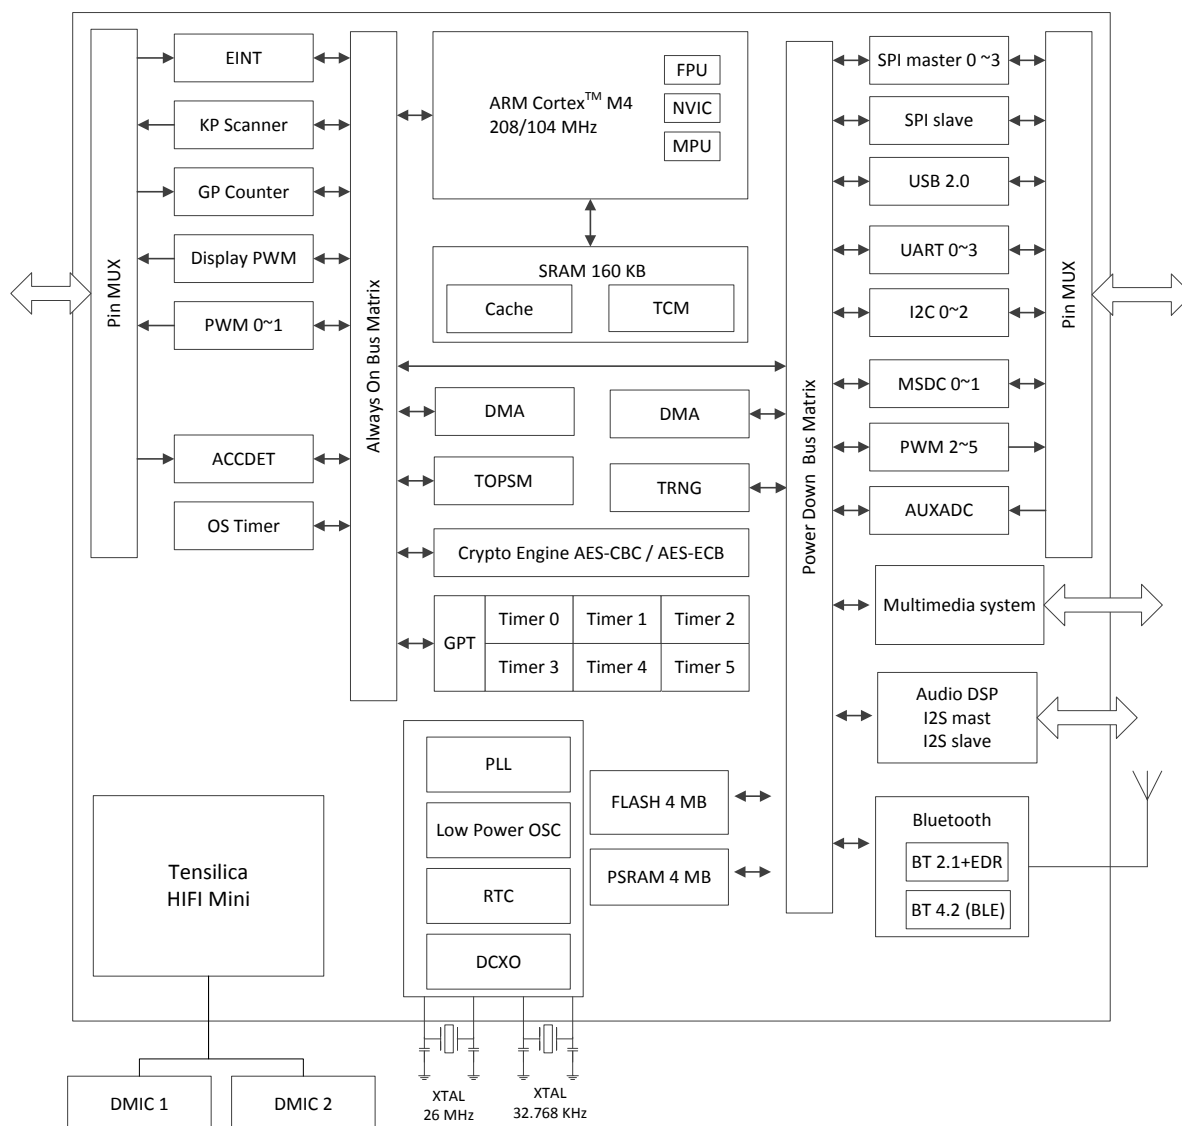 EINT
KP Scanner
GP Counter
Display PWM
PWM 0~1
ACCDET
OS Timer
Pin MUX
Always On Bus Matrix
ARM Cortex™ M4
208/104 MHz
FPU
NVIC
MPU
SRAM 160 KB
Cache
TCM
DMA
DMA
TOPSM
TRNG
Crypto Engine AES-CBC / AES-ECB
GPT
Timer 0
Timer 1
Timer 2
Timer 3
Timer 4
Timer 5
Power Down Bus Matrix
SPI master 0 ~3
SPI slave
USB 2.0
UART 0~3
I2C 0~2
MSDC 0~1
PWM 2~5
AUXADC
Pin MUX
Multimedia system
Audio DSP
I2S mast
I2S slave
Bluetooth
BT 2.1+EDR
BT 4.2 (BLE)
PLL
Low Power OSC
RTC
DCXO
FLASH 4 MB
PSRAM 4 MB
Tensilica
HIFI Mini
DMIC 1
DMIC 2
XTAL
26 MHz
XTAL
32.768 KHz